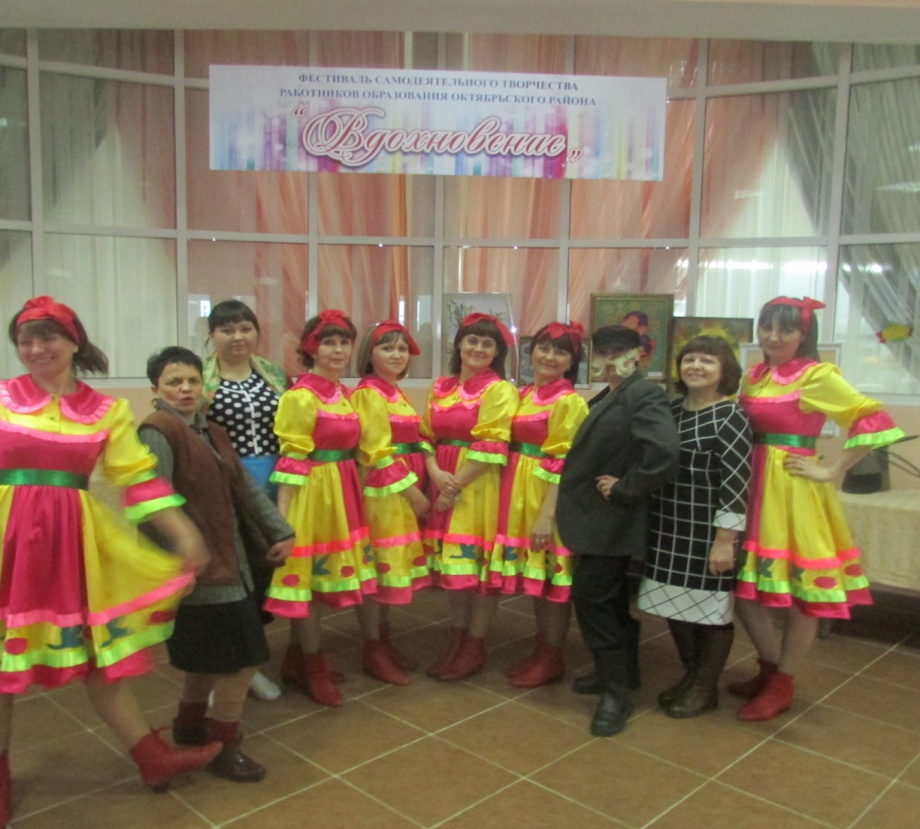 ФЕСТИВАЛЬ САМОДЕЯТЕЛЬНОГО ТВОРЧЕСТВА
РАБОТНИКОВ ОБРАЗОВАНИЯ ОКТЯБРЬСКОГО РАЙОНА
"Вдохновение"